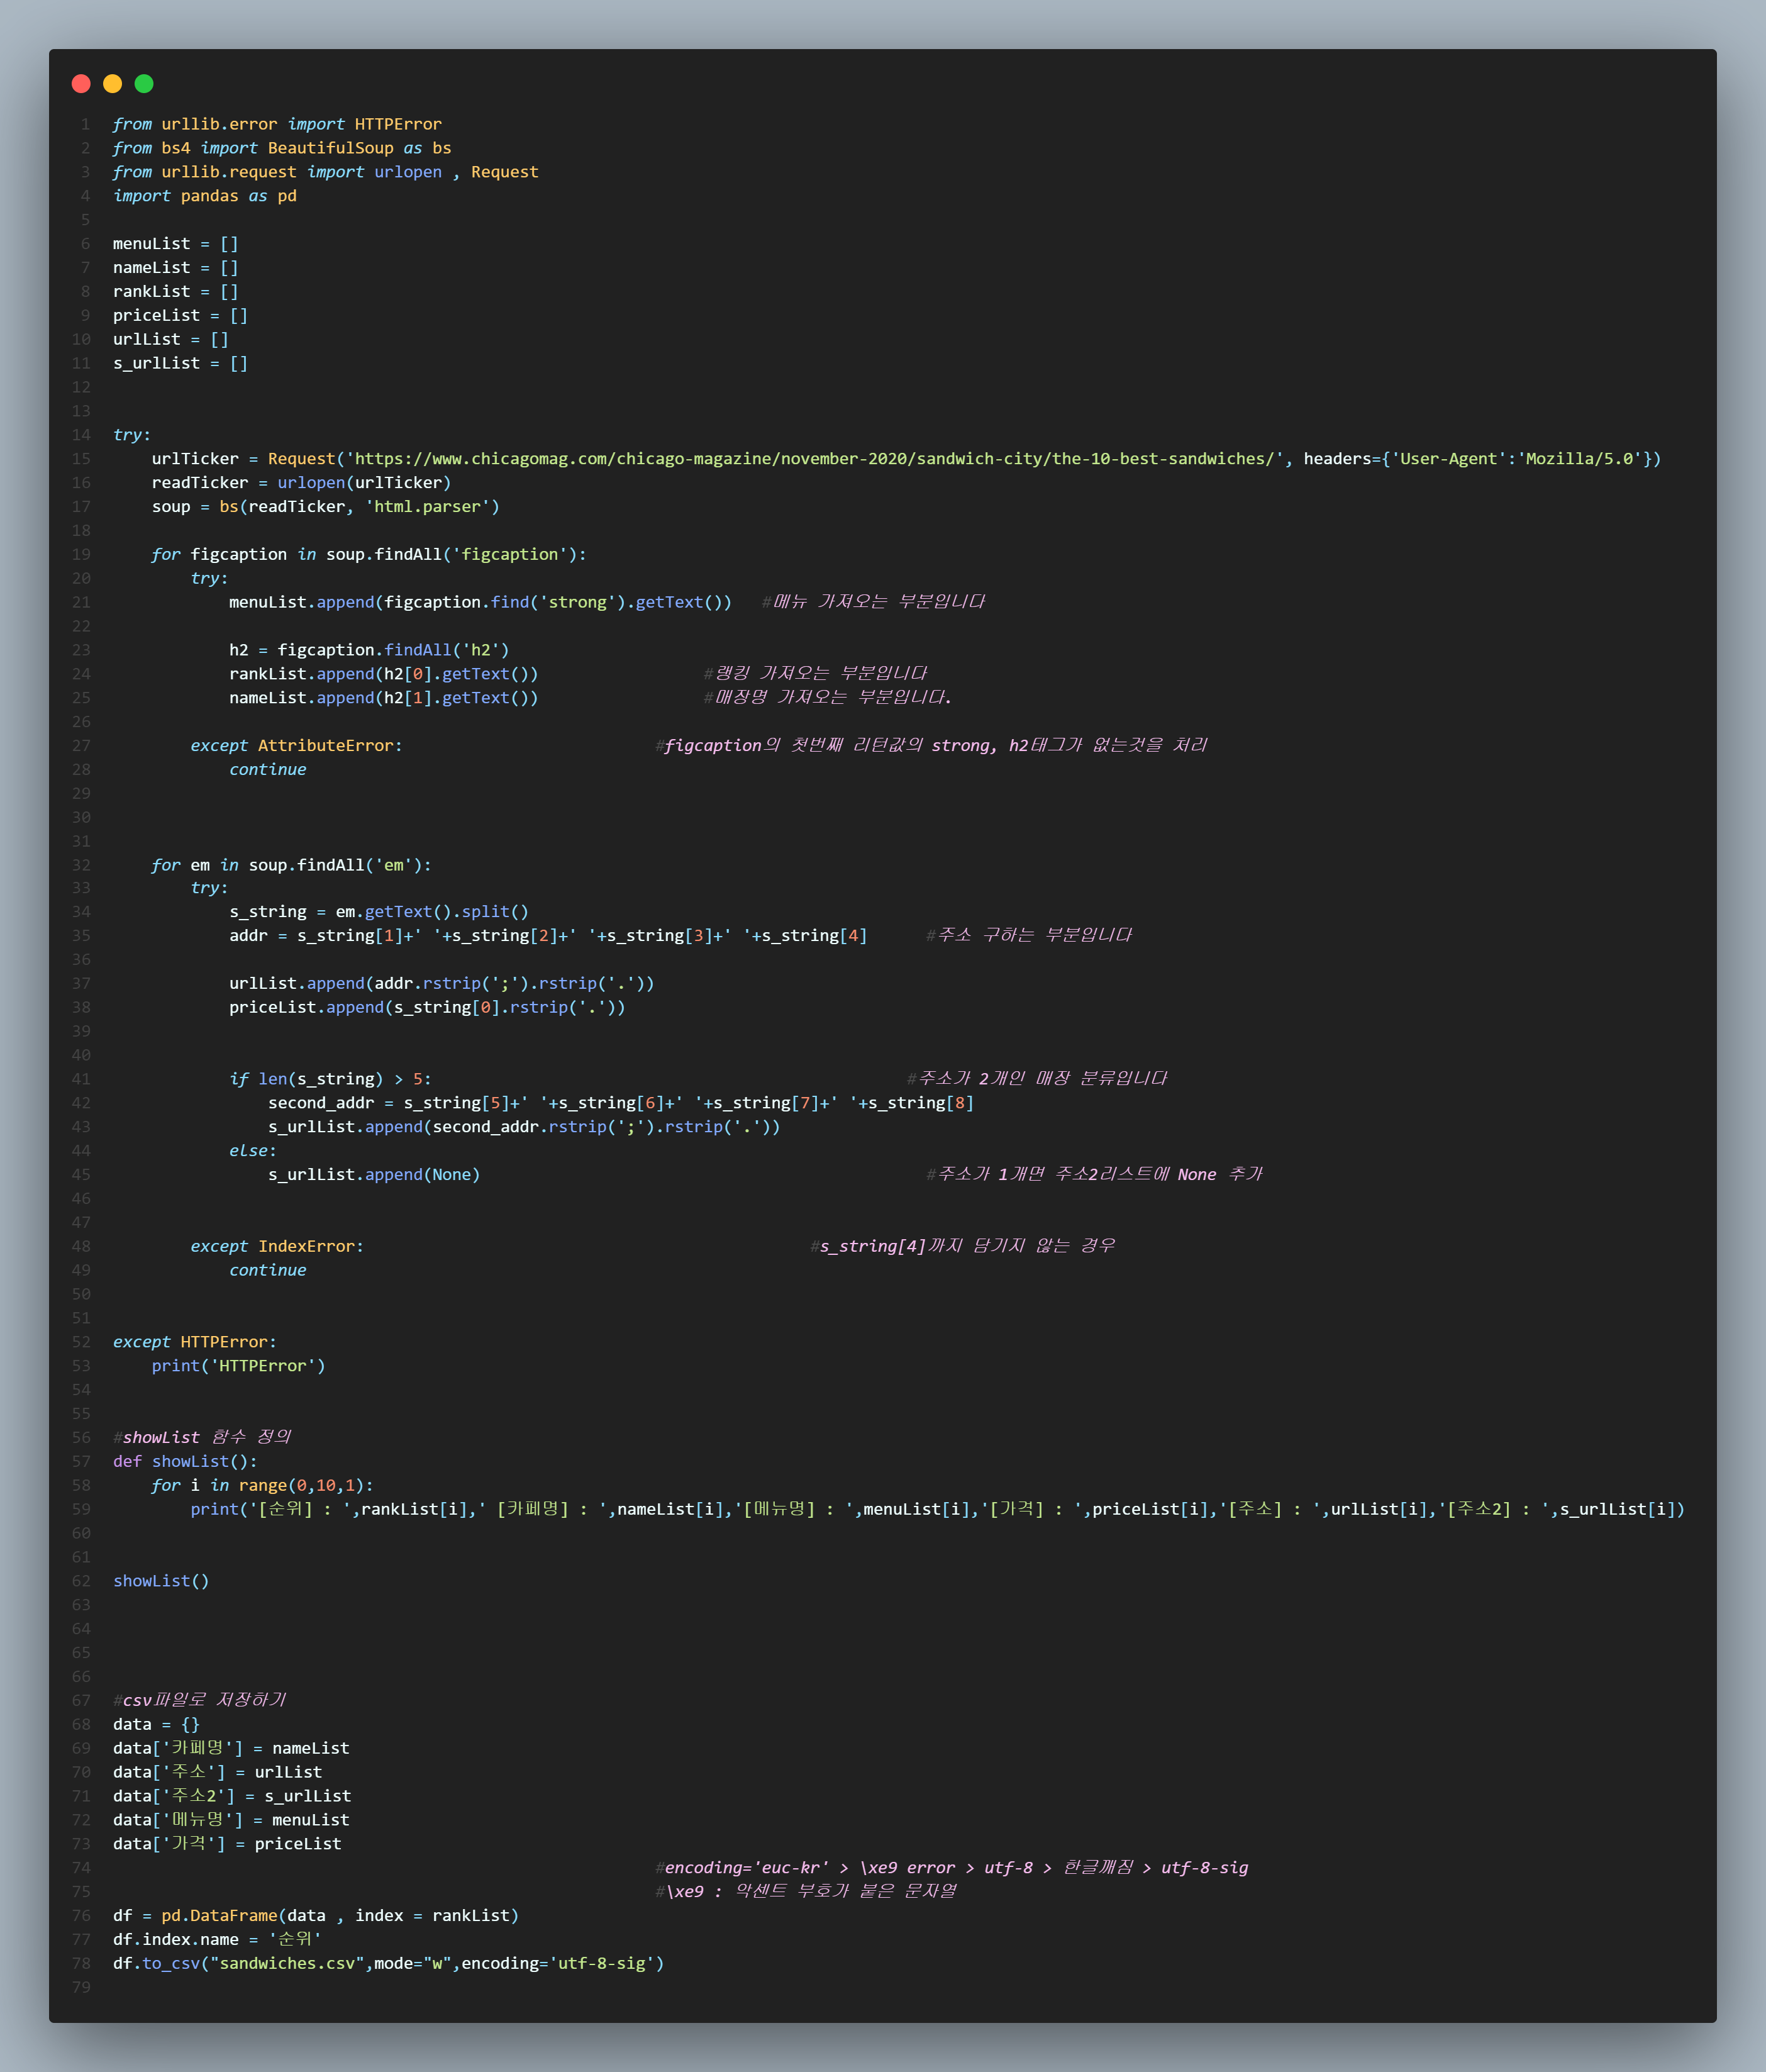 1 from urllib.error import HTTPError
2 from bs4 import BeautifulSoup as bs
3 from urllib.request import urlopen , Request
4 import pandas as pd
5
6 menuList = []
7 nameList = []
8 rankList = []
9 priceList = []
10 urlList = []
11 s_urlList = []
12
13
14 try:
15     urlTicker = Request('https://www.chicagomag.com/chicago-magazine/november-2020/sandwich-city/the-10-best-sandwiches/', headers={'User-Agent':'Mozilla/5.0'})
16     readTicker = urlopen(urlTicker)
17     soup = bs(readTicker, 'html.parser')
18
19     for figcaption in soup.findAll('figcaption'):
20         try:
21             menuList.append(figcaption.find('strong').getText())   #메뉴 가져오는 부분입니다
22
23             h2 = figcaption.findAll('h2')
24             rankList.append(h2[0].getText())                 #랭킹 가져오는 부분입니다
25             nameList.append(h2[1].getText())                 #매장명 가져오는 부분입니다.
26
27         except AttributeError:                          #figcaption의 첫번째 리턴값의 strong, h2태그가 없는것을 처리
28             continue
29
30
31
32     for em in soup.findAll('em'):
33         try:
34             s_string = em.getText().split()
35             addr = s_string[1]+' '+s_string[2]+' '+s_string[3]+' '+s_string[4]      #주소 구하는 부분입니다
36
37             urlList.append(addr.rstrip(';').rstrip('.'))
38             priceList.append(s_string[0].rstrip('.'))
39
40
41             if len(s_string) > 5:                                                 #주소가 2개인 매장 분류입니다
42                 second_addr = s_string[5]+' '+s_string[6]+' '+s_string[7]+' '+s_string[8]
43                 s_urlList.append(second_addr.rstrip(';').rstrip('.'))
44             else:
45                 s_urlList.append(None)                                              #주소가 1개면 주소2리스트에 None 추가
46
47
48         except IndexError:                                              #s_string[4]까지 담기지 않는 경우
49             continue
50
51
52 except HTTPError:
53     print('HTTPError')
54
55
56 #showList 함수 정의
57 def showList():
58     for i in range(0,10,1):
59         print('[순위] : ',rankList[i],' [카페명] : ',nameList[i],'[메뉴명] : ',menuList[i],'[가격] : ',priceList[i],'[주소] : ',urlList[i],'[주소2] : ',s_urlList[i])
60
61
62 showList()
63
64
65
66
67 #csv파일로 저장하기
68 data = {}
69 data['카페명'] = nameList
70 data['주소'] = urlList
71 data['주소2'] = s_urlList
72 data['메뉴명'] = menuList
73 data['가격'] = priceList
74                                                         #encoding='euc-kr' > \xe9 error > utf-8 > 한글깨짐 > utf-8-sig
75                                                         #\xe9 : 악센트 부호가 붙은 문자열
76 df = pd.DataFrame(data , index = rankList)
77 df.index.name = '순위'
78 df.to_csv("sandwiches.csv",mode="w",encoding='utf-8-sig')
79